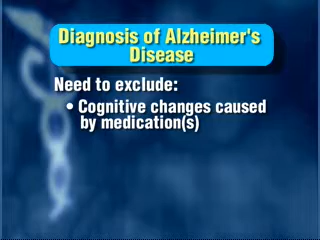 Diagnosis of Alzheimer's
Disease
Need to exclude:
• Cognitive changes caused
by medication(s)